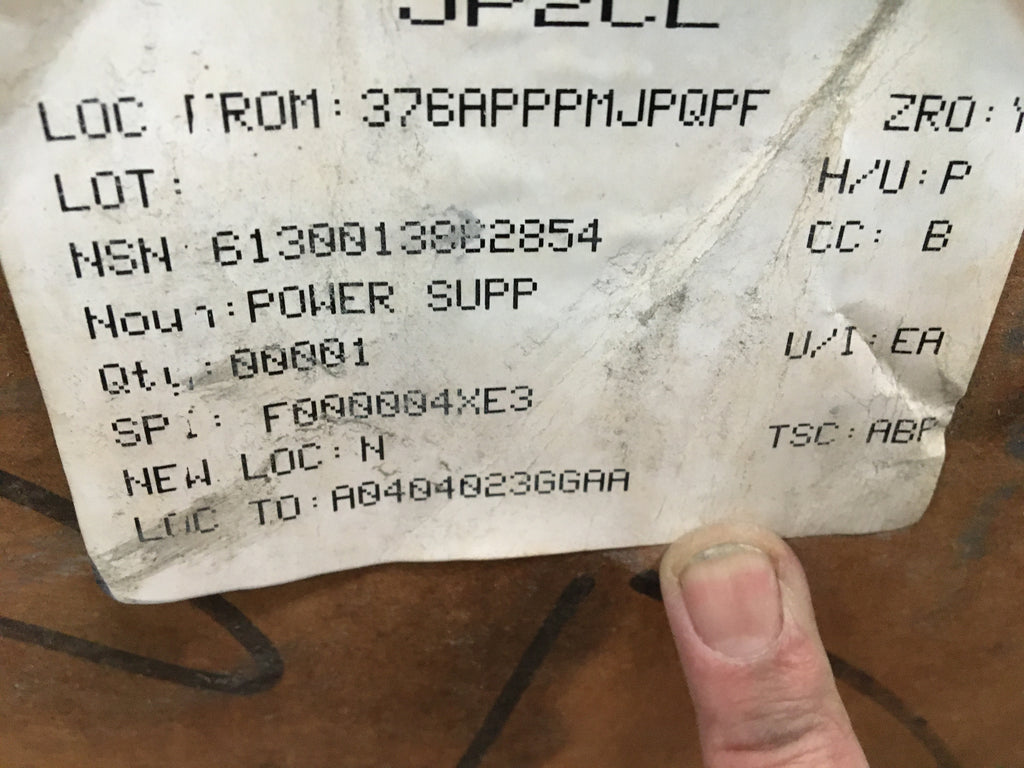 LOC FROM: 376APPPMJPQPF ZRO: Y
LOT: H/U: P
NSN 6130013882854 CC: B
Noun: POWER SUPP
Qty: 00001 U/I: EA
SPI: F000004XE3
NEW LOC: N TSC: ABP
LOC TO: A0404023GGAA